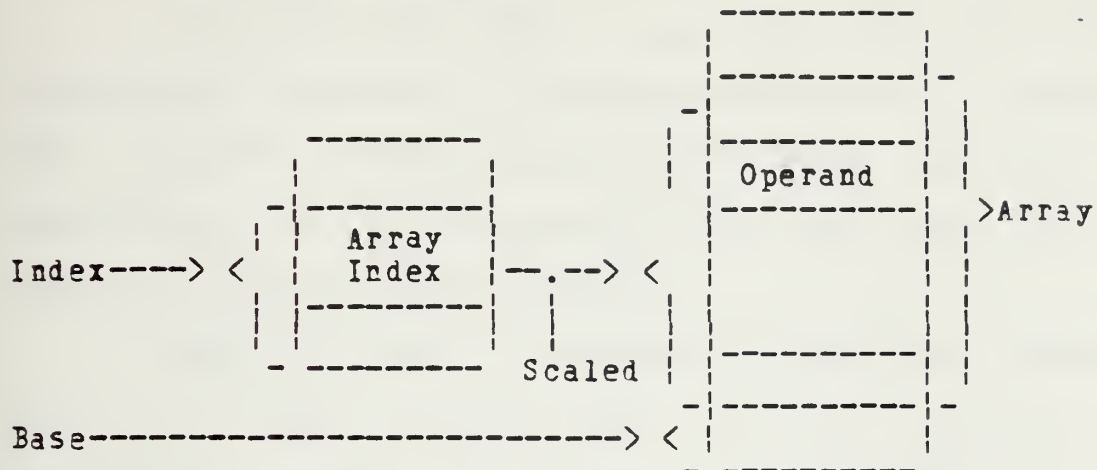 Operand
>Array
Array
Index----> < Index --.--> <
Scaled
Base--------------------------> <